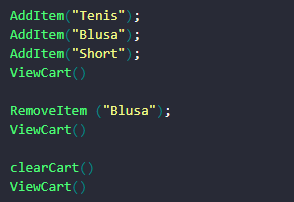 AddItem("Tenis");
AddItem("Blusa");
AddItem("Short");
ViewCart()
RemoveItem ("Blusa");
ViewCart()
clearCart()
ViewCart()